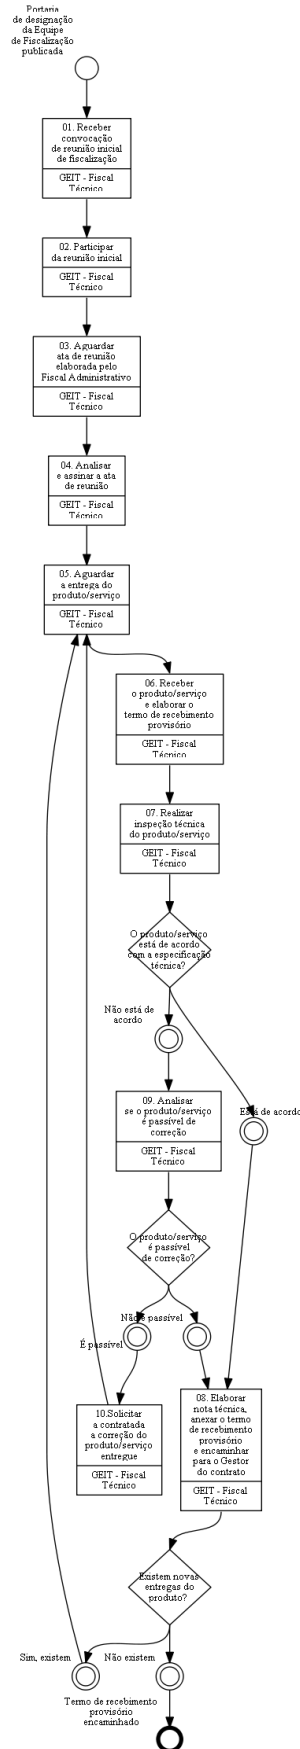 Portaria
de designação
da Equipe
de Fiscalização
publicada
01. Receber
convocação
de reunião inicial
de fiscalização
GEIT - Fiscal
Técnico
02. Participar
da reunião inicial
GEIT - Fiscal
Técnico
03. Aguardar
ata de reunião
elaborada pelo
Fiscal Administrativo
GEIT - Fiscal
Técnico
04. Analisar
e assinar a ata
de reunião
GEIT - Fiscal
Técnico
05. Aguardar
a entrega do
produto/serviço
GEIT - Fiscal
Técnico
06. Receber
o produto/serviço
e elaborar o
termo de recebimento
provisório
GEIT - Fiscal
Técnico
07. Realizar
inspeção técnica
do produto/serviço
GEIT - Fiscal
Técnico
O produto/serviço
está de acordo
com a especificação
técnica?
Não está de
acordo
Está de acordo
09. Analisar
se o produto/serviço
é passível de
correção
GEIT - Fiscal
Técnico
O produto/serviço
é passível
de correção?
Não é passível
É passível
10.Solicitar
a contratada
a correção do
produto/serviço
entregue
GEIT - Fiscal
Técnico
08. Elaborar
nota técnica,
anexar o termo
de recebimento
provisório
e encaminhar
para o Gestor
do contrato
GEIT - Fiscal
Técnico
Existem novas
entregas do
produto?
Sim, existem
Não existem
Termo de recebimento
provisório
encaminhado